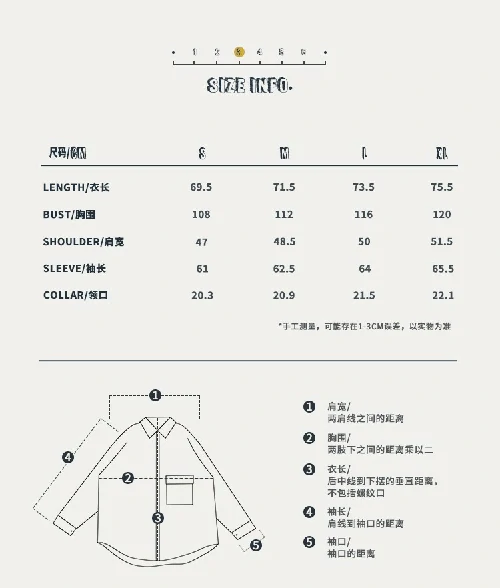 1 2 3 4 5 6
SIZE INFO.
尺码/CM S M L XL
LENGTH/衣长 69.5 71.5 73.5 75.5
BUST/胸围 108 112 116 120
SHOULDER/肩宽 47 48.5 50 51.5
SLEEVE/袖长 61 62.5 64 65.5
COLLAR/领口 20.3 20.9 21.5 22.1
*手工测量，可能存在1-3CM误差，以实物为准
1
4
2
3
5
1 肩宽/
两肩线之间的距离
2 胸围/
两肢下之间的距离乘以二
3 衣长/
后中线到下摆的垂直距离，
不包括螺纹口
4 袖长/
肩线到袖口的距离
5 袖口/
袖口的距离